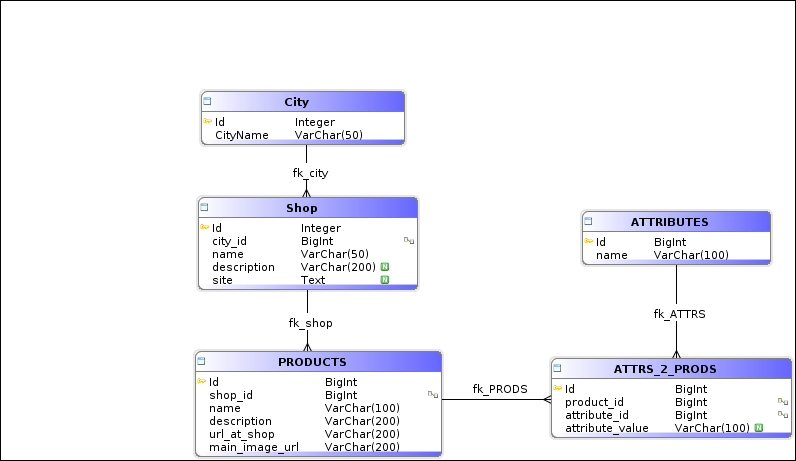 City
Id Integer
CityName VarChar(50)
fk_city
Shop
Id Integer
city_id BigInt
name VarChar(50)
description VarChar(200) N
site Text N
fk_shop
PRODUCTS
Id BigInt
shop_id BigInt
name VarChar(100)
description VarChar(200)
url_at_shop VarChar(200)
main_image_url VarChar(200)
fk_PRODS
ATTRIBUTES
Id BigInt
name VarChar(100)
fk_ATTRS
ATTRS_2_PRODS
Id BigInt
product_id BigInt
attribute_id BigInt
attribute_value VarChar(100) N